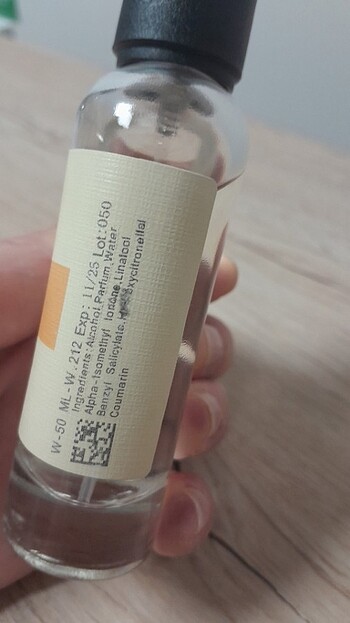 W-50 ML-W.212 Exp: 11/25 Lot:050
Ingredients:Alcohol,Parfum,Water
Alpha-Isomethyl Ionone,Linalool
Benzyl Salicylate,Hydroxycitronellal
Coumarin